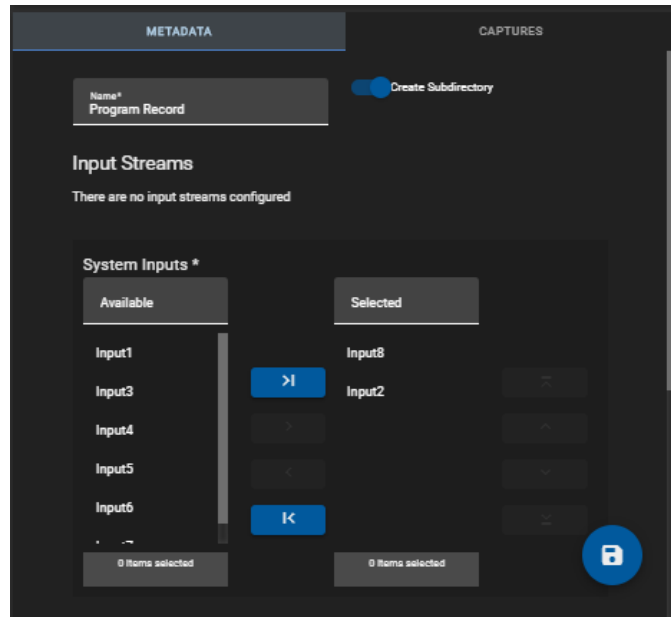 METADATA CAPTURES
Name*
Program Record
Create Subdirectory
Input Streams
There are no input streams configured
System Inputs *
Available
Selected
Input1
Input3
Input4
Input5
Input6
Input8
Input2
0 Items selected
0 Items selected